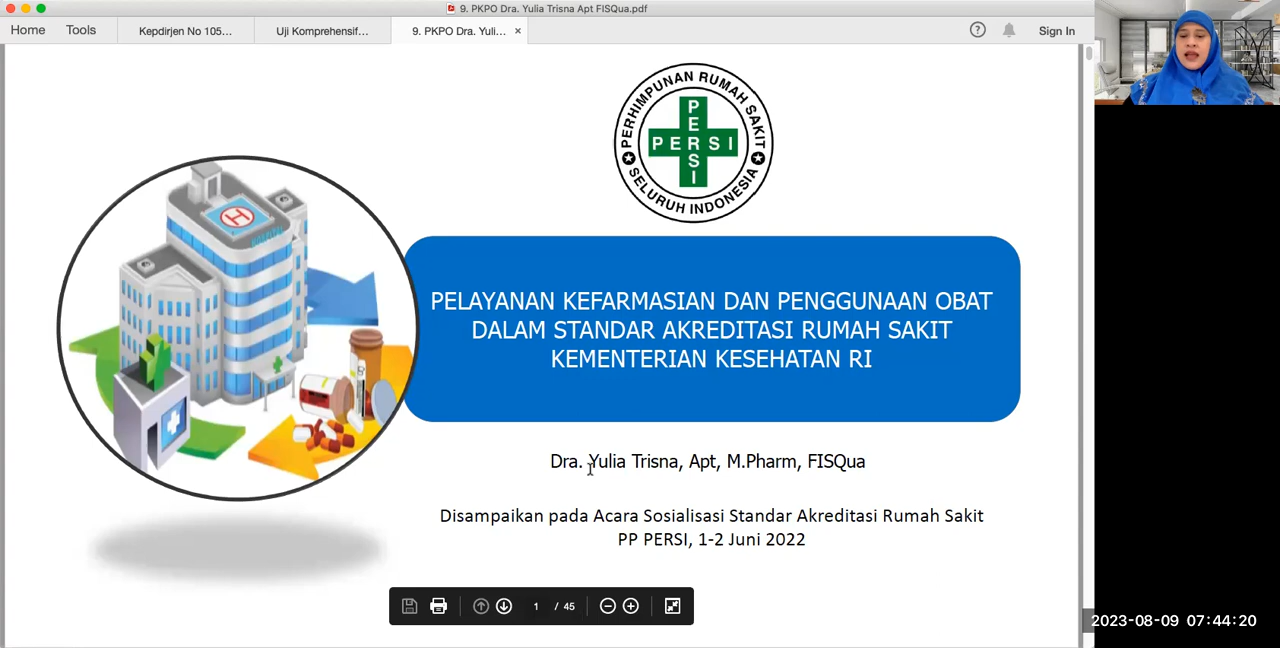 9. PKPO Dra. Yulia Trisna Apt FISQua.pdf
Home
Tools
Kepdirjen No 105...
Uji Komprehensif...
9. PKPO Dra. Yuli...
×
Sign In
PERHIMPUNAN RUMAH SAKIT
PERSI
PERSI
SELURUH INDONESIA
H
PELAYANAN KEFARMASIAN DAN PENGGUNAAN OBAT
DALAM STANDAR AKREDITASI RUMAH SAKIT
KEMENTERIAN KESEHATAN RI
Dra. Yulia Trisna, Apt, M.Pharm, FISQua
Disampaikan pada Acara Sosialisasi Standar Akreditasi Rumah Sakit
PP PERSI, 1-2 Juni 2022
1 / 45
2023-08-09 07:44:20